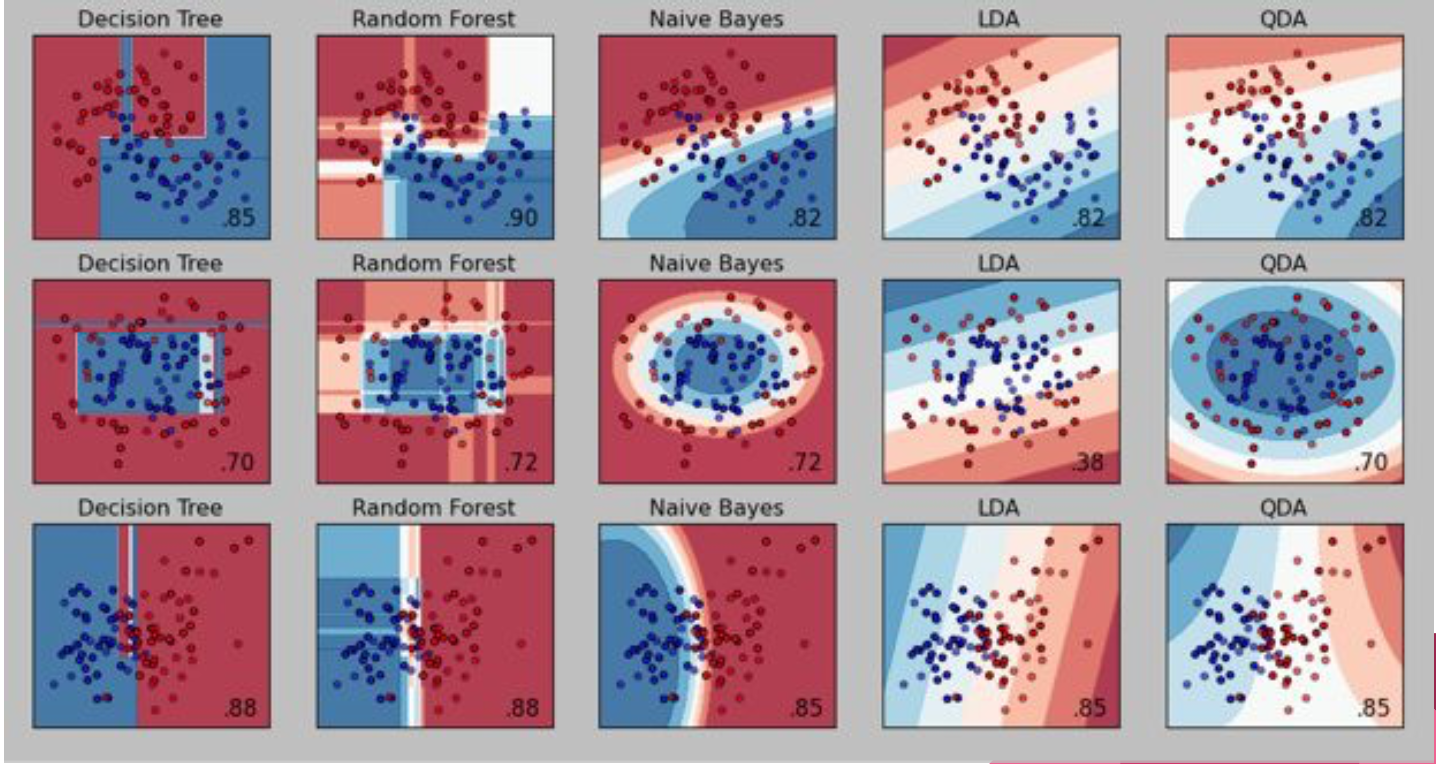 Decision Tree Random Forest Naive Bayes LDA QDA
.85 .90 .82 .82 .82
Decision Tree Random Forest Naive Bayes LDA QDA
.70 .72 .72 .38 .70
Decision Tree Random Forest Naive Bayes LDA QDA
.88 .88 .85 .85 .85